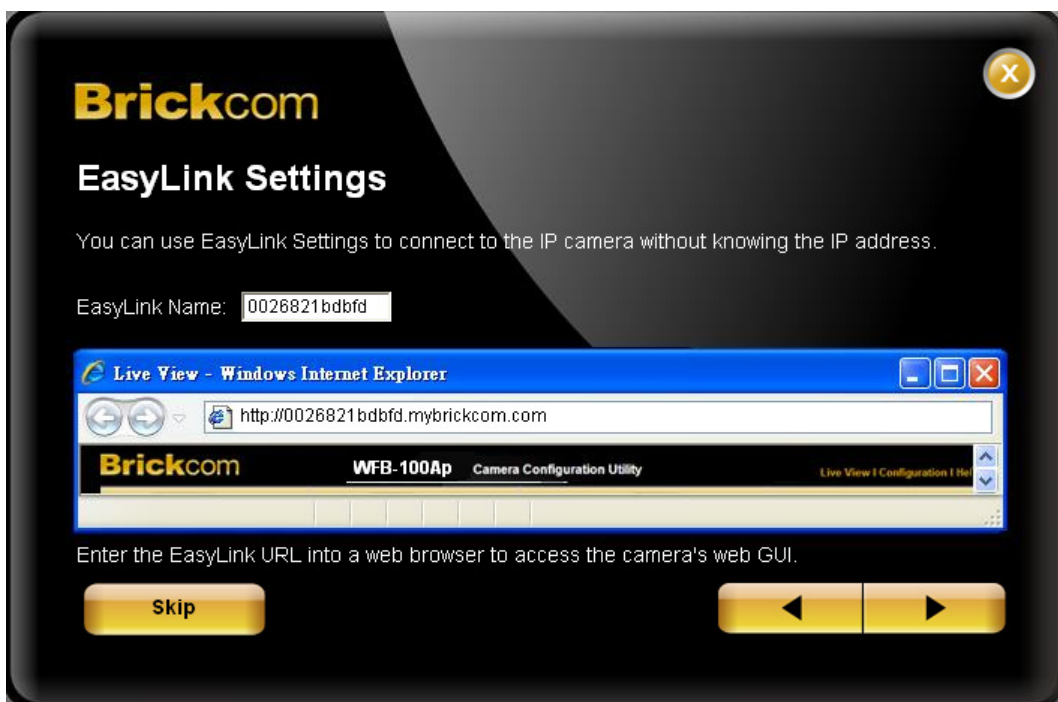 X
Brickcom
EasyLink Settings
You can use EasyLink Settings to connect to the IP camera without knowing the IP address.
EasyLink Name: 0026821bdbfd
Live View - Windows Internet Explorer
http://0026821bdbfd.mybrickcom.com
Brickcom WFB-100Ap Camera Configuration Utility Live View I Configuration I Hel
Enter the EasyLink URL into a web browser to access the camera's web GUI.
Skip